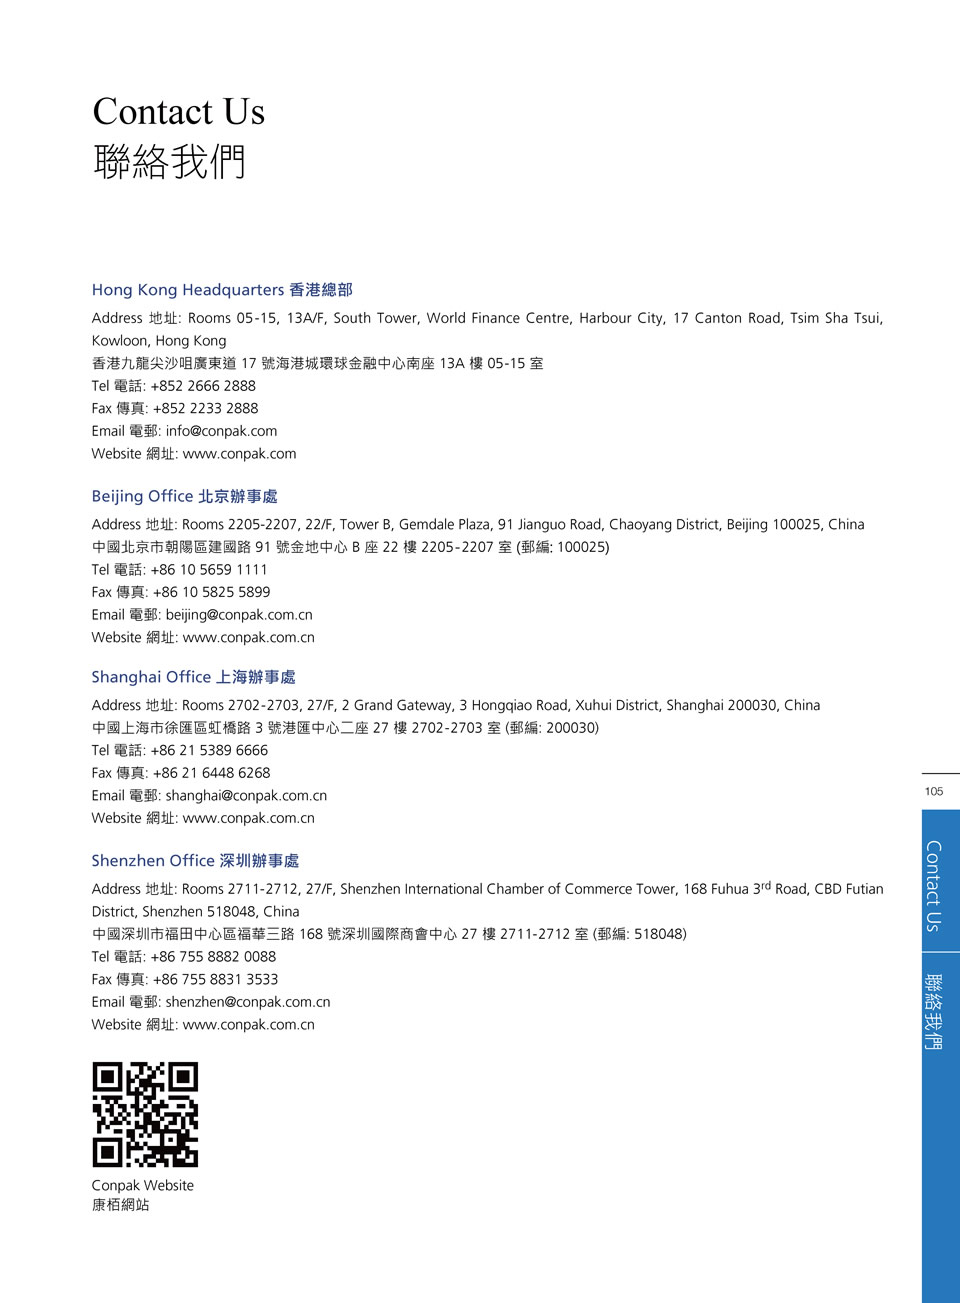 Contact Us
聯絡我們
Hong Kong Headquarters 香港總部
Address 地址: Rooms 05-15, 13A/F, South Tower, World Finance Centre, Harbour City, 17 Canton Road, Tsim Sha Tsui,
Kowloon, Hong Kong
香港九龍尖沙咀廣東道 17 號海港城環球金融中心南座 13A 樓 05-15 室
Tel 電話: +852 2666 2888
Fax 傳真: +852 2233 2888
Email 電郵: info@conpak.com
Website 網址: www.conpak.com
Beijing Office 北京辦事處
Address 地址: Rooms 2205-2207, 22/F, Tower B, Gemdale Plaza, 91 Jianguo Road, Chaoyang District, Beijing 100025, China
中國北京市朝陽區建國路 91 號金地中心 B 座 22 樓 2205-2207 室 (郵編: 100025)
Tel 電話: +86 10 5659 1111
Fax 傳真: +86 10 5825 5899
Email 電郵: beijing@conpak.com.cn
Website 網址: www.conpak.com.cn
Shanghai Office 上海辦事處
Address 地址: Rooms 2702-2703, 27/F, 2 Grand Gateway, 3 Hongqiao Road, Xuhui District, Shanghai 200030, China
中國上海市徐匯區虹橋路 3 號港匯中心二座 27 樓 2702-2703 室 (郵編: 200030)
Tel 電話: +86 21 5389 6666
Fax 傳真: +86 21 6448 6268
Email 電郵: shanghai@conpak.com.cn
Website 網址: www.conpak.com.cn
Shenzhen Office 深圳辦事處
Address 地址: Rooms 2711-2712, 27/F, Shenzhen International Chamber of Commerce Tower, 168 Fuhua 3rd Road, CBD Futian
District, Shenzhen 518048, China
中國深圳市福田中心區福華三路 168 號深圳國際商會中心 27 樓 2711-2712 室 (郵編: 518048)
Tel 電話: +86 755 8882 0088
Fax 傳真: +86 755 8831 3533
Email 電郵: shenzhen@conpak.com.cn
Website 網址: www.conpak.com.cn
Conpak Website
康栢網站
105
Contact Us
聯絡我們